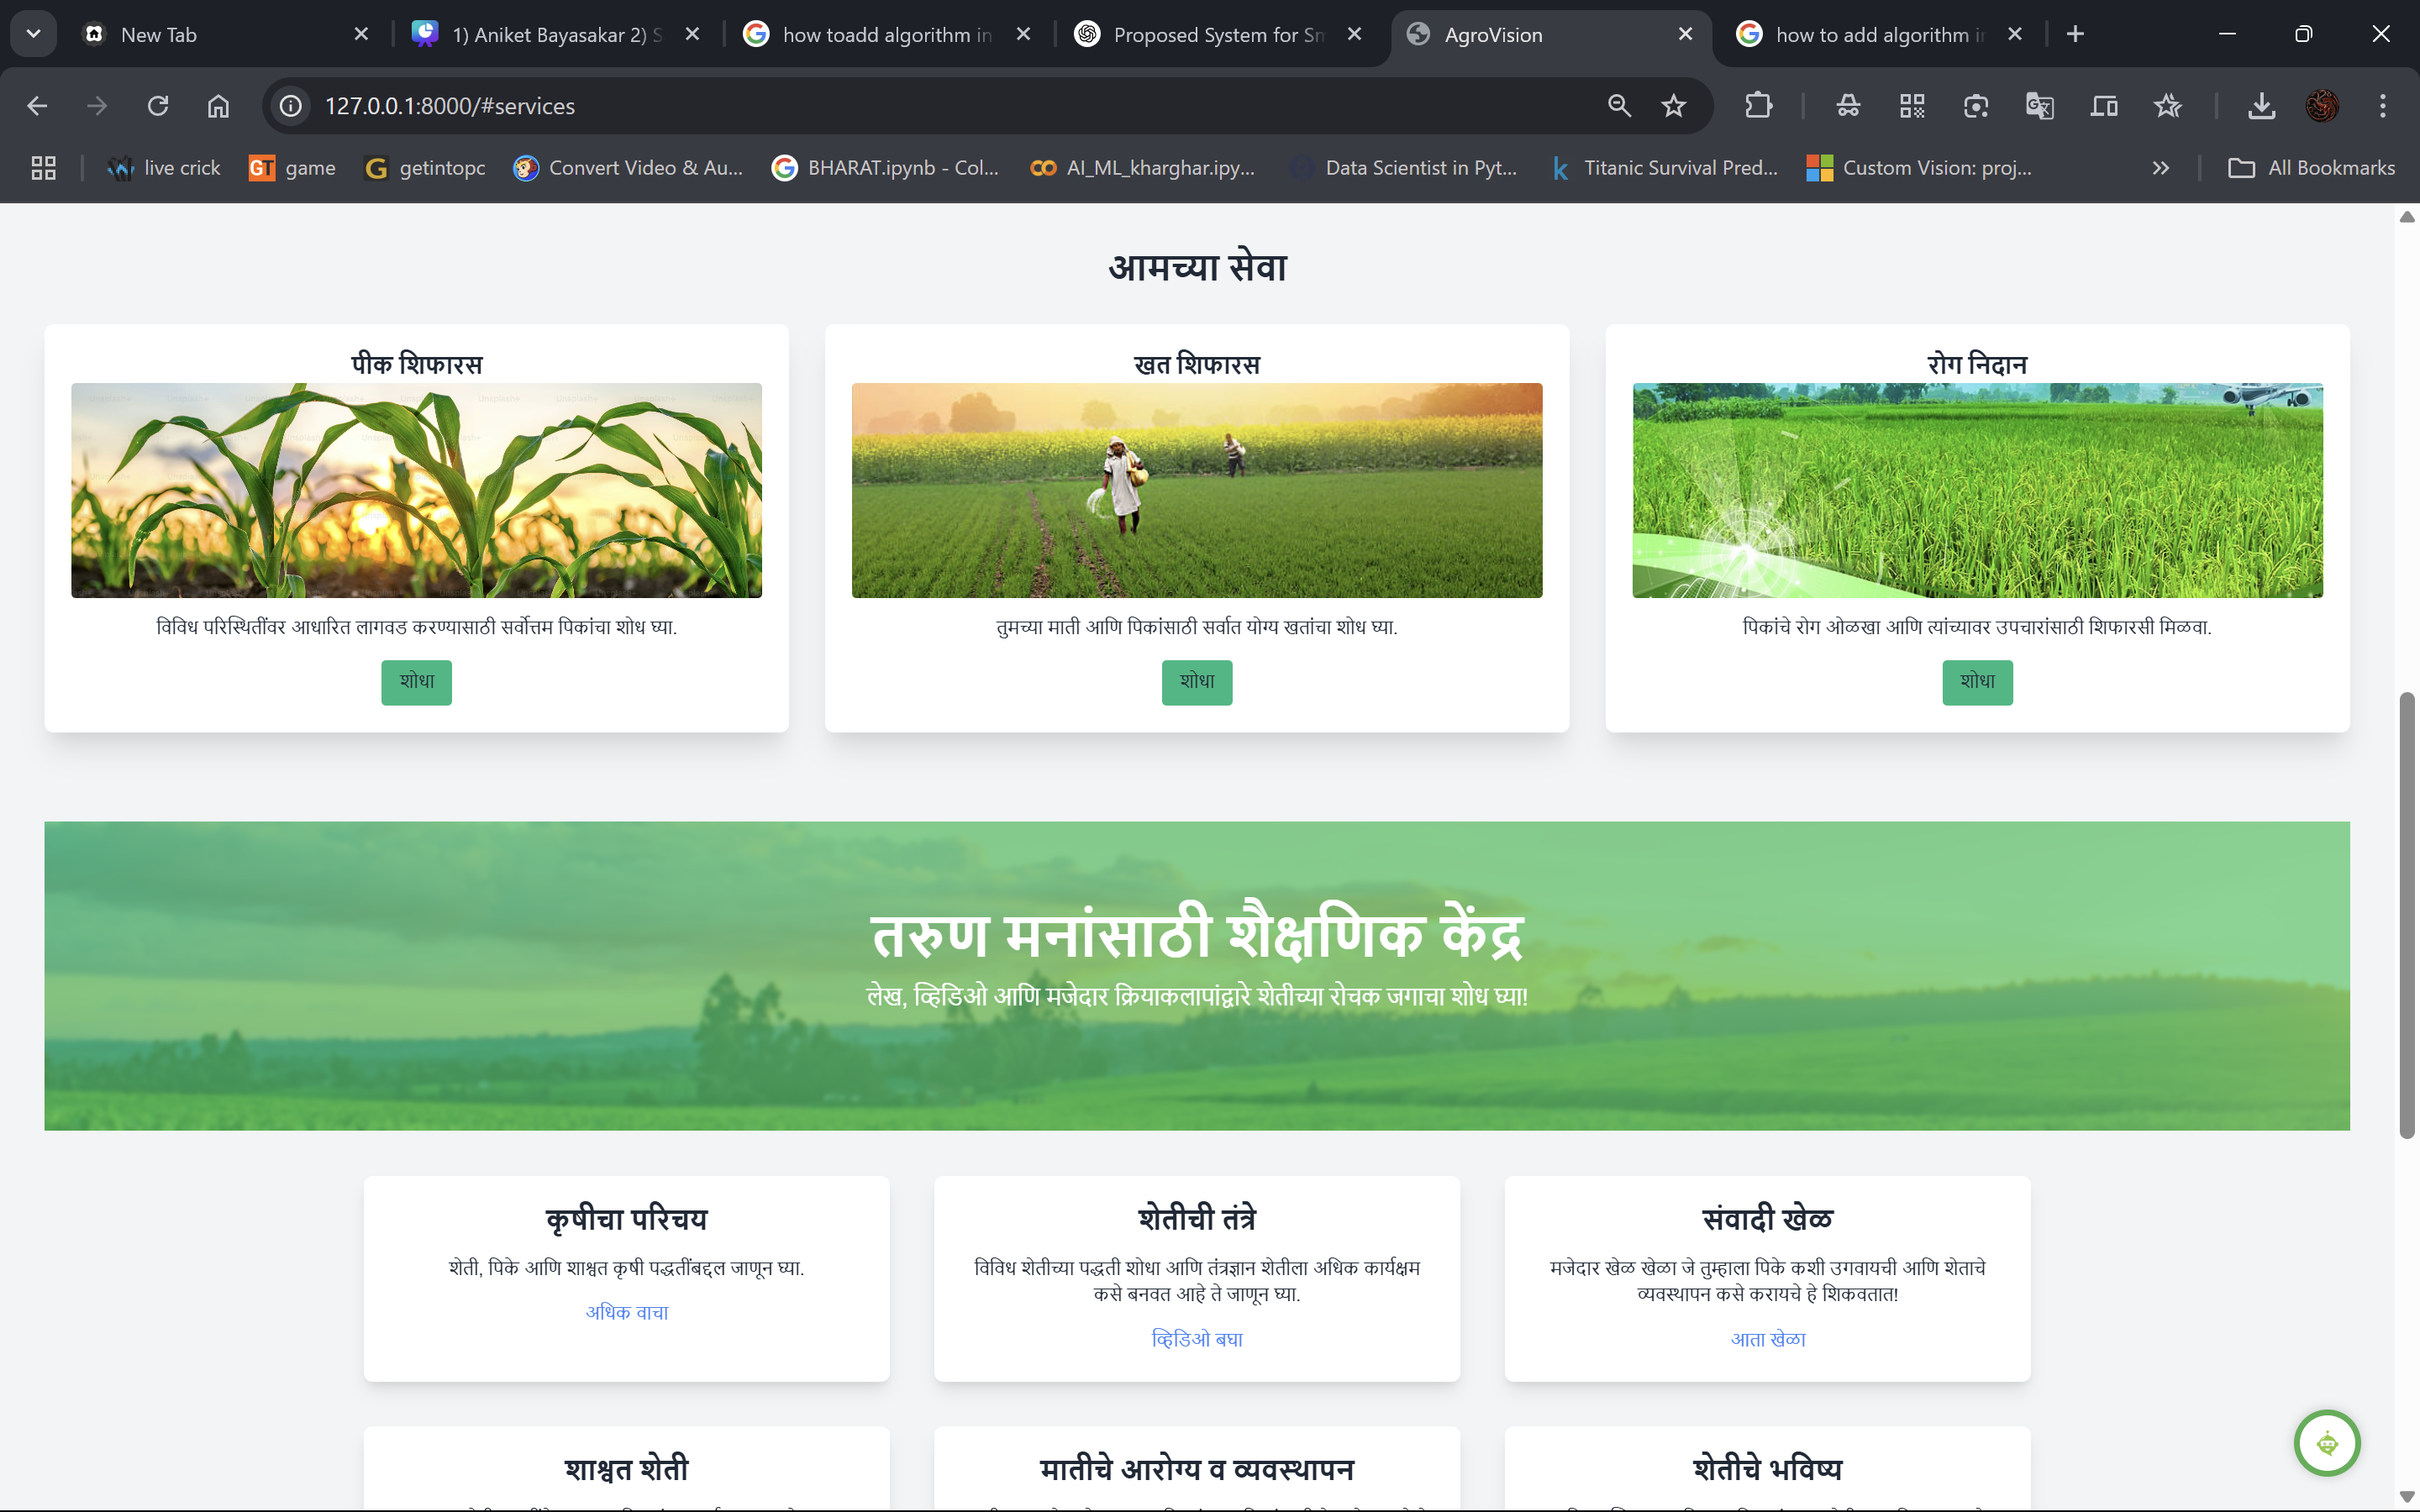 New Tab
1) Aniket Bayasakar 2) S
how toadd algorithm in
Proposed System for Sm
AgroVision
how to add algorithm in
127.0.0.1:8000/#services
live crick
GT game
getintopc
Convert Video & Au...
BHARAT.ipynb - Col...
AI_ML_kharghar.ipy...
Data Scientist in Pyt...
k Titanic Survival Pred...
Custom Vision: proj...
All Bookmarks
आमच्या सेवा
पीक शिफारस
खत शिफारस
रोग निदान
विविध परिस्थितींवर आधारित लागवड करण्यासाठी सर्वोत्तम पिकांचा शोध घ्या.
तुमच्या माती आणि पिकांसाठी सर्वात योग्य खतांचा शोध घ्या.
पिकांचे रोग ओळखा आणि त्यांच्यावर उपचारांसाठी शिफारसी मिळवा.
शोधा
शोधा
शोधा
तरुण मनांसाठी शैक्षणिक केंद्र
लेख, व्हिडिओ आणि मजेदार क्रियाकलापांद्वारे शेतीच्या रोचक जगाचा शोध घ्या!
कृषीचा परिचय
शेती, पिके आणि शाश्वत कृषी पद्धतींबद्दल जाणून घ्या.
अधिक वाचा
शेतीची तंत्रे
विविध शेतीच्या पद्धती शोधा आणि तंत्रज्ञान शेतीला अधिक कार्यक्षम
कसे बनवत आहे ते जाणून घ्या.
व्हिडिओ बघा
संवादी खेळ
मजेदार खेळ खेळा जे तुम्हाला पिके कशी उगवायची आणि शेताचे
व्यवस्थापन कसे करायचे हे शिकवतात!
आता खेळा
शाश्वत शेती
मातीचे आरोग्य व व्यवस्थापन
शेतीचे भविष्य